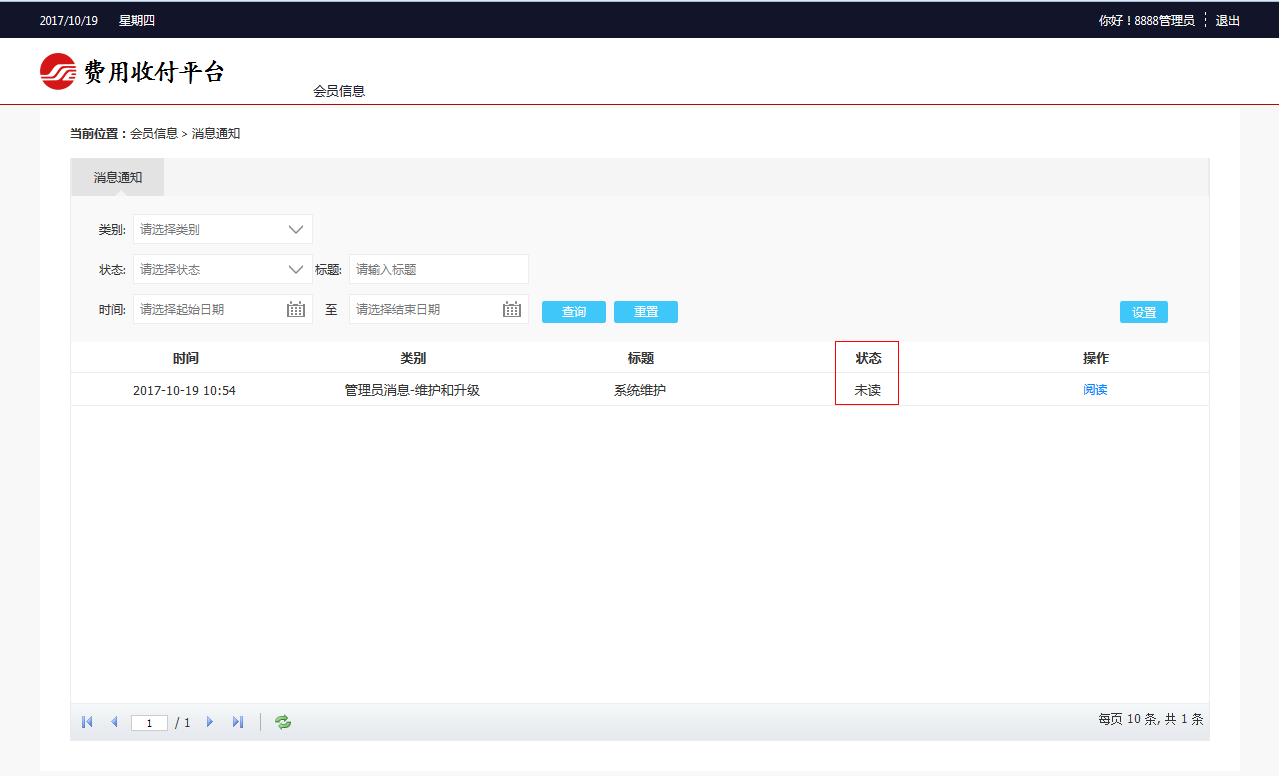 2017/10/19 星期四 你好！8888管理员 退出
费用收付平台
会员信息
当前位置：会员信息 > 消息通知
消息通知
类别: 请选择类别
状态: 请选择状态 标题: 请输入标题
时间: 请选择起始日期 至 请选择结束日期 查询 重置 设置
时间 类别 标题 状态 操作
2017-10-19 10:54 管理员消息-维护和升级 系统维护 未读 阅读
1 / 1 每页 10 条, 共 1 条